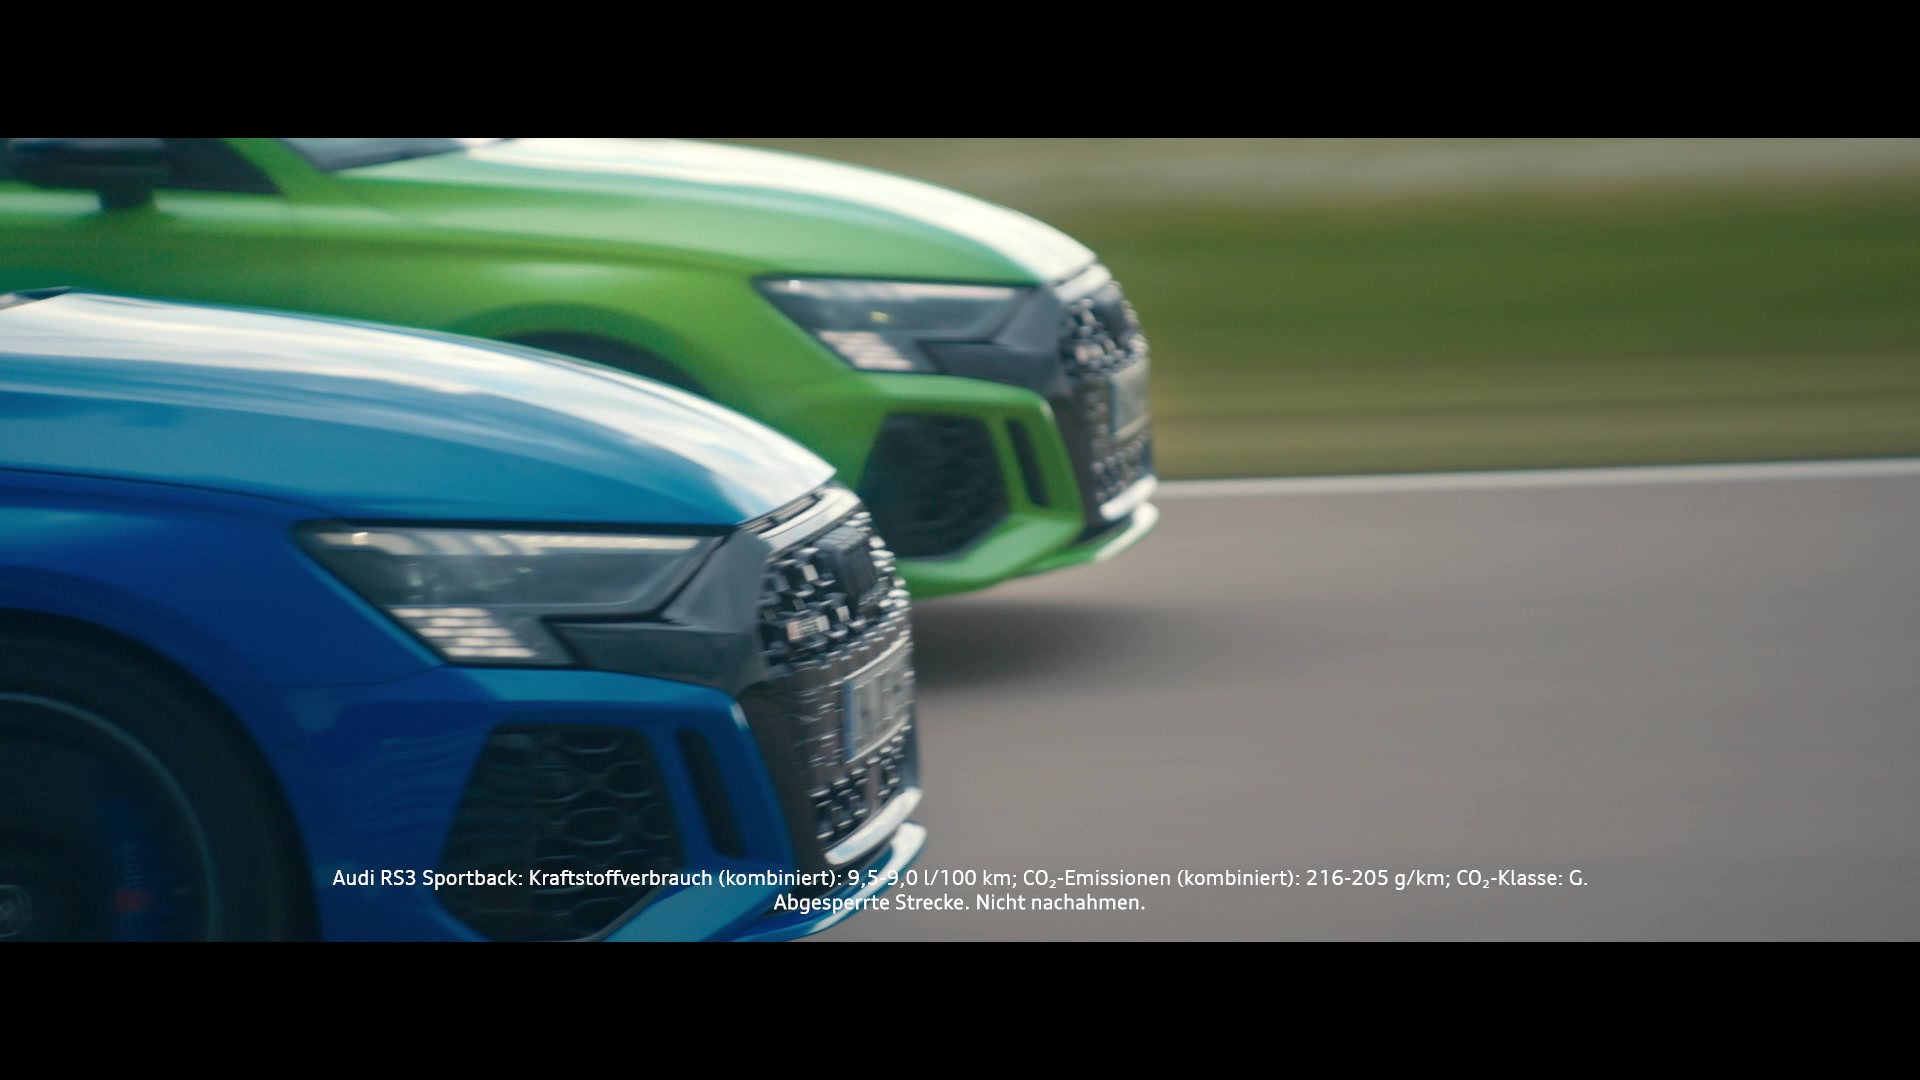 Audi RS3 Sportback: Kraftstoffverbrauch (kombiniert): 9,5-9,0 l/100 km; CO₂-Emissionen (kombiniert): 216-205 g/km; CO₂-Klasse: G.
Abgesperrte Strecke. Nicht nachahmen.